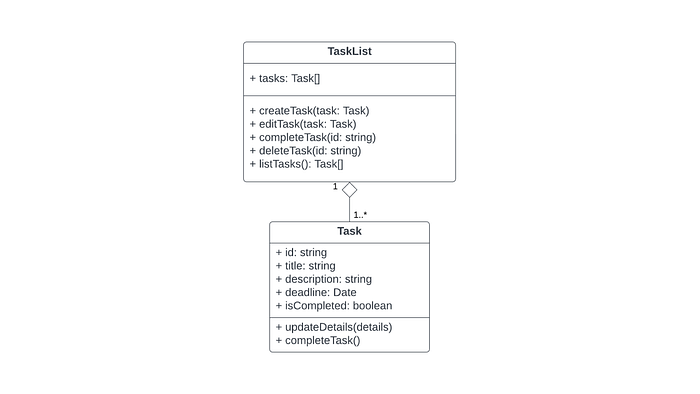 TaskList
+ tasks: Task[]
+ createTask(task: Task)
+ editTask(task: Task)
+ completeTask(id: string)
+ deleteTask(id: string)
+ listTasks(): Task[]
1
1..*
Task
+ id: string
+ title: string
+ description: string
+ deadline: Date
+ isCompleted: boolean
+ updateDetails(details)
+ completeTask()